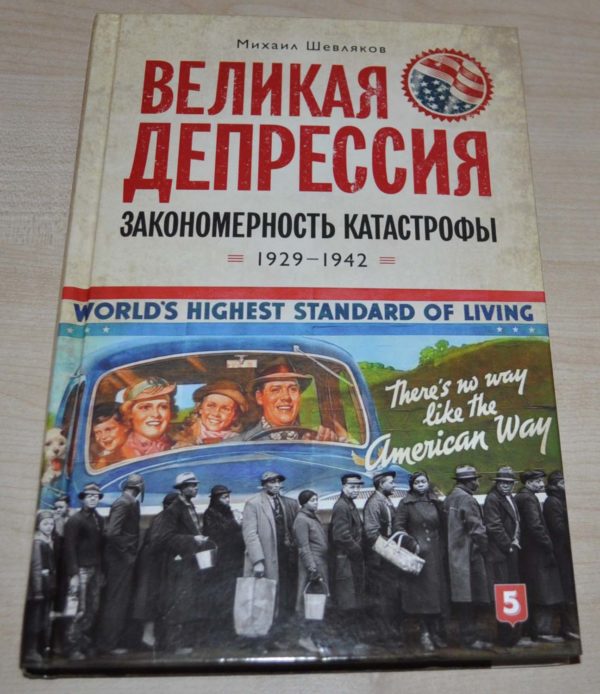 Михаил Шевляков
ВЕЛИКАЯ
ДЕПРЕССИЯ
ЗАКОНОМЕРНОСТЬ КАТАСТРОФЫ
1929–1942
WORLD'S HIGHEST STANDARD OF LIVING
There's no way
like the
American Way
5